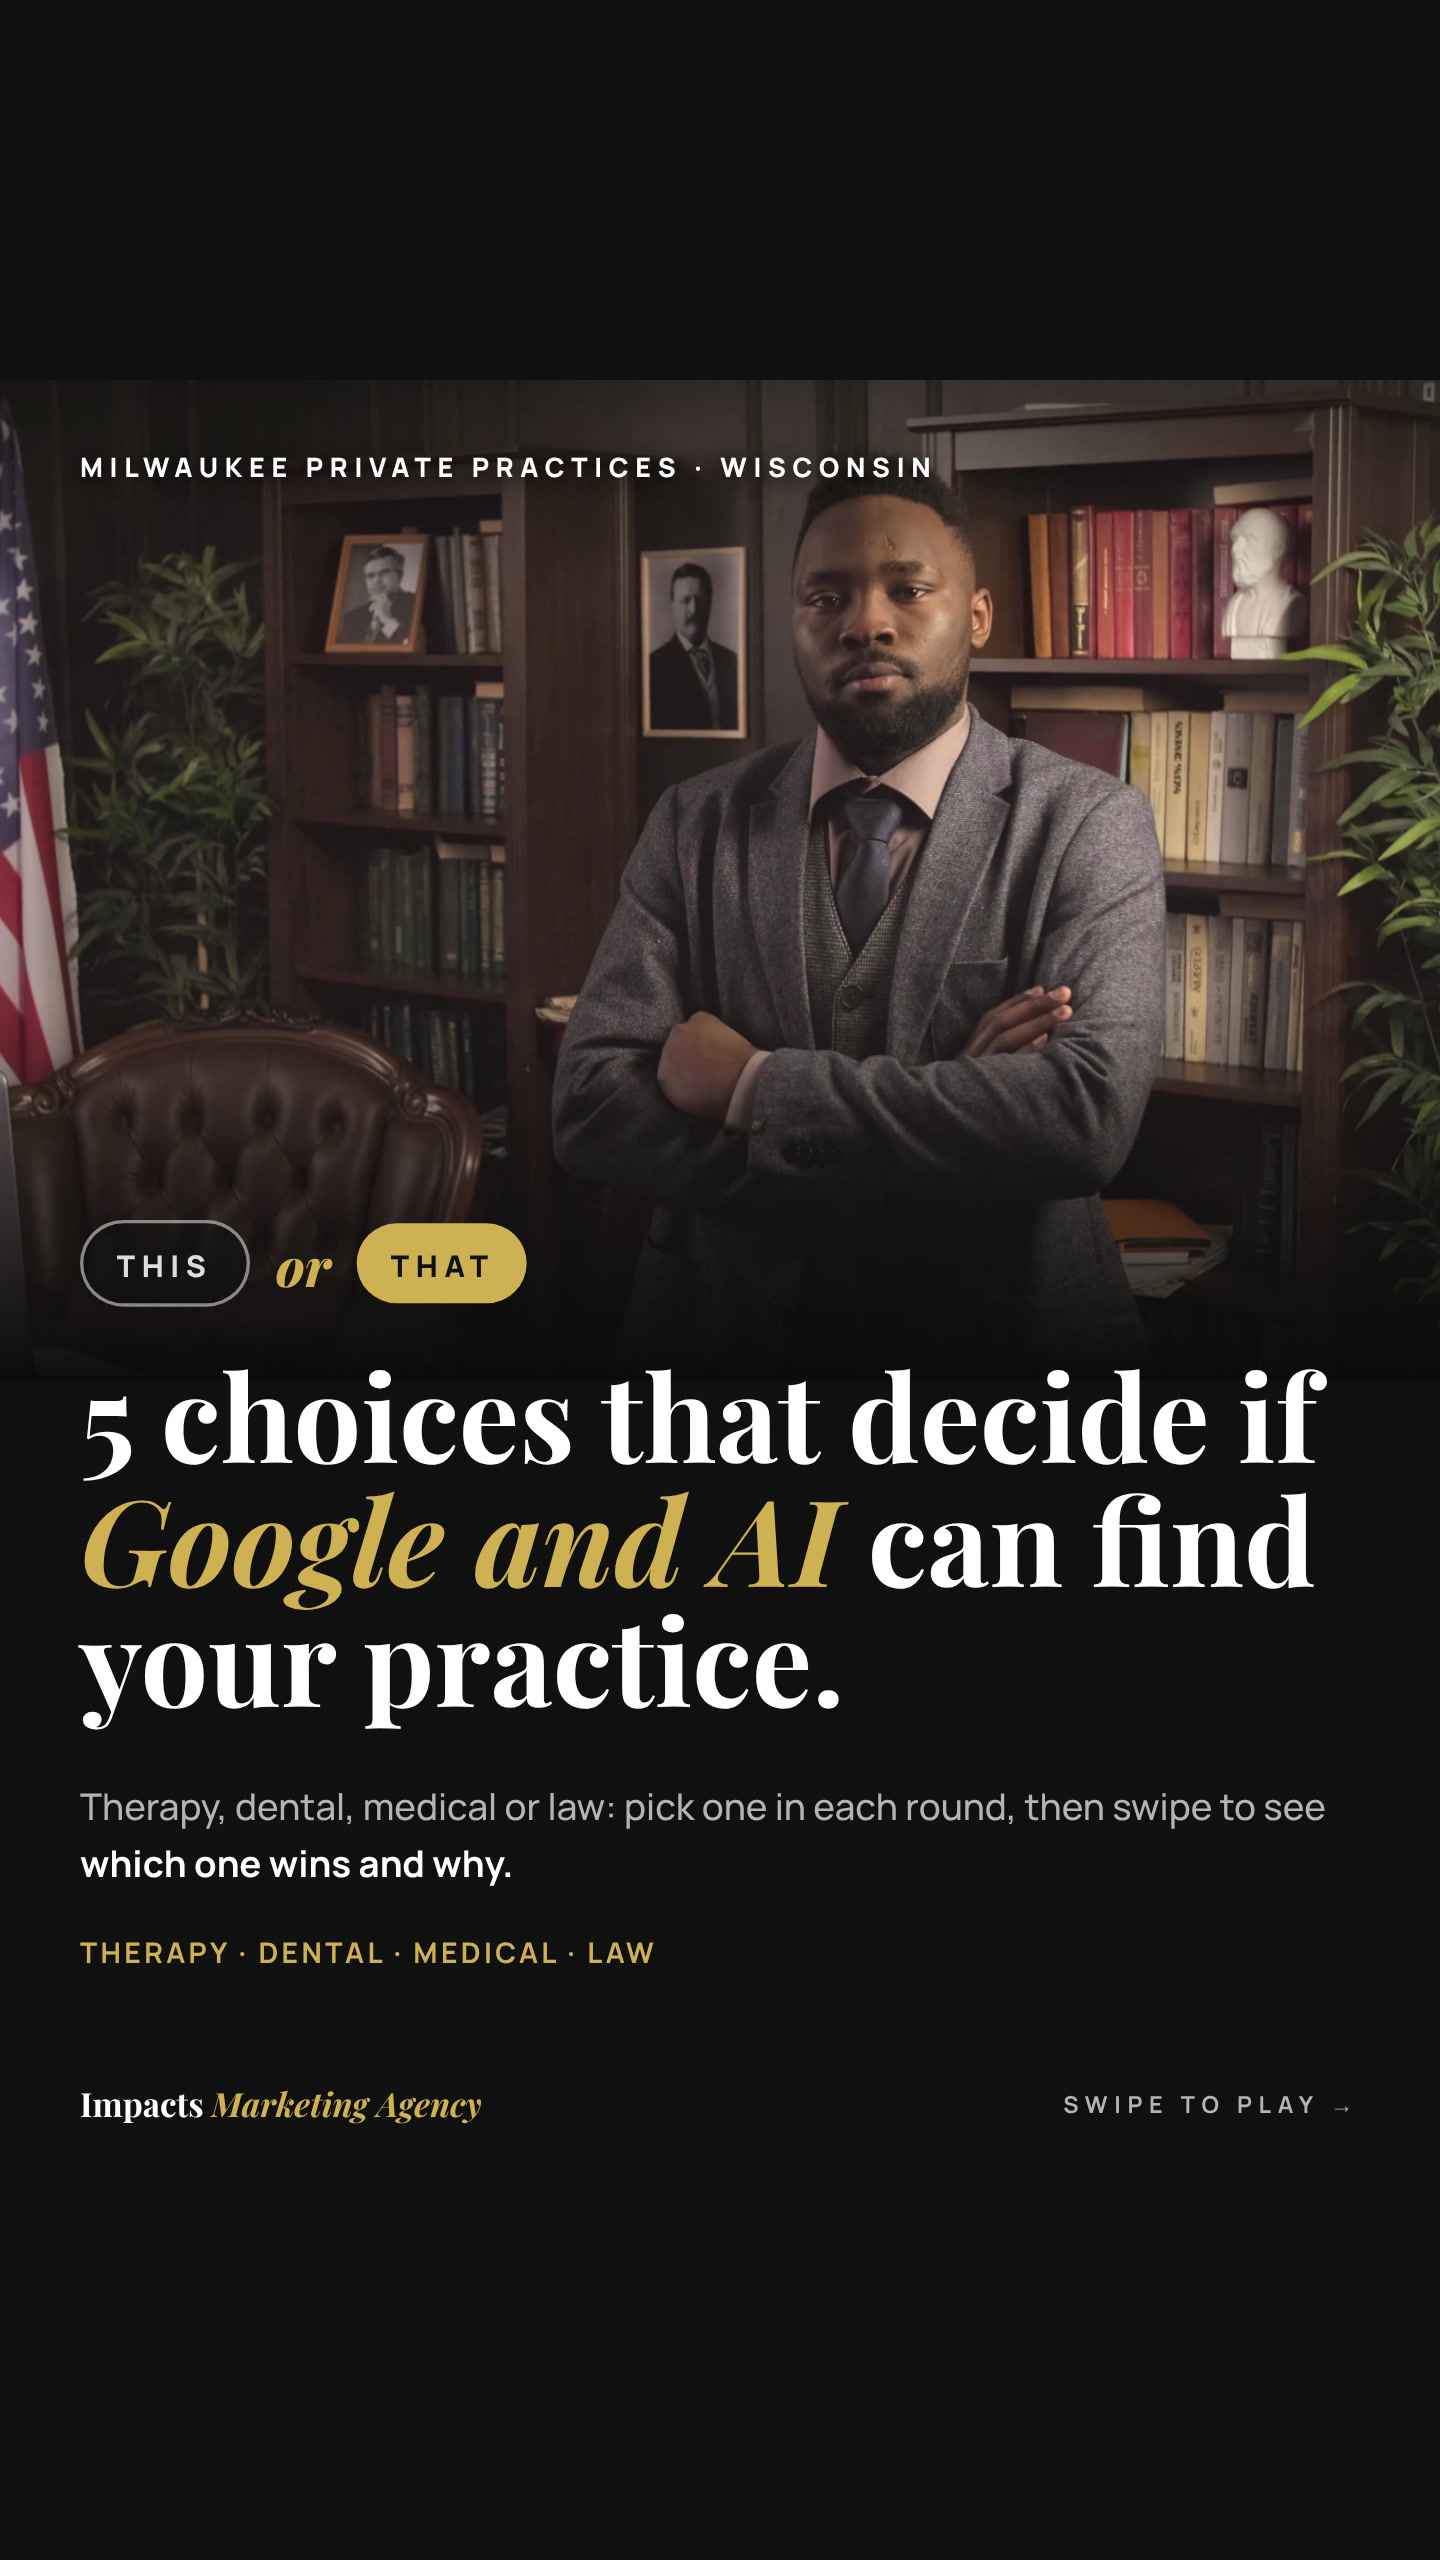 MILWAUKEE PRIVATE PRACTICES · WISCONSIN
THIS or THAT
5 choices that decide if
Google and AI can find
your practice.
Therapy, dental, medical or law: pick one in each round, then swipe to see
which one wins and why.
THERAPY · DENTAL · MEDICAL · LAW
Impacts Marketing Agency
SWIPE TO PLAY →